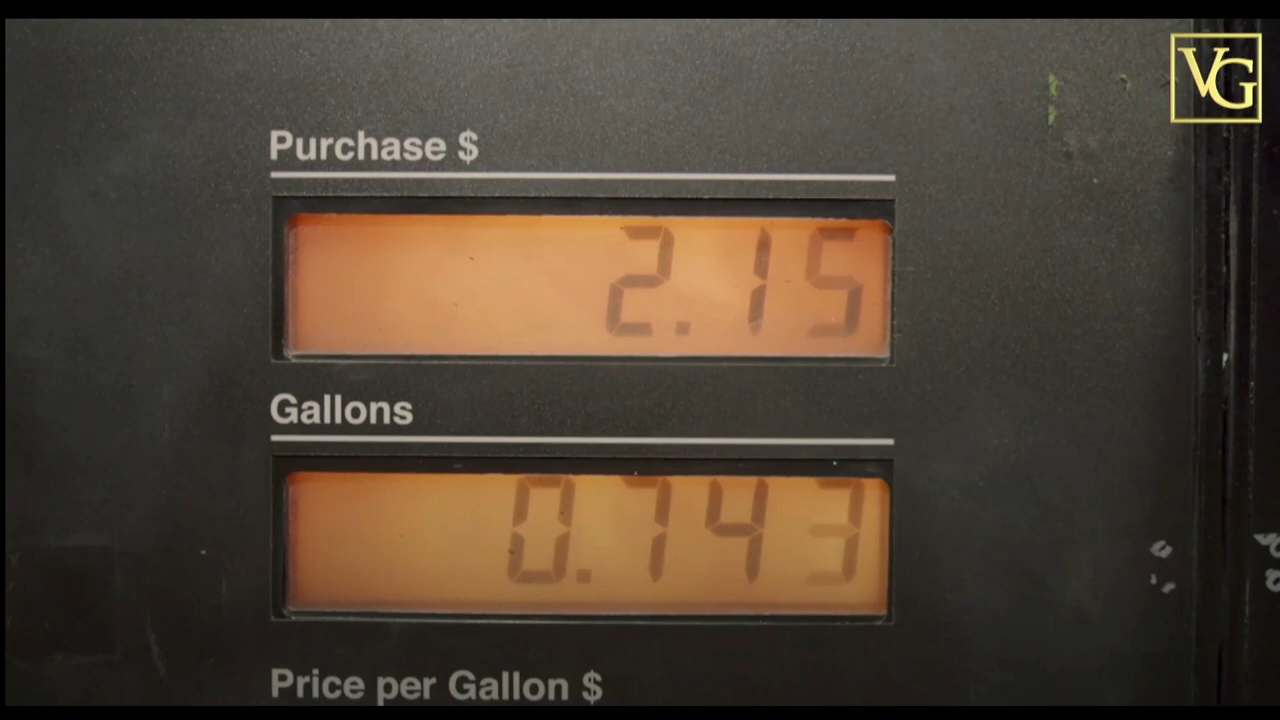 VG
Purchase $
2.15
Gallons
0.743
Price per Gallon $